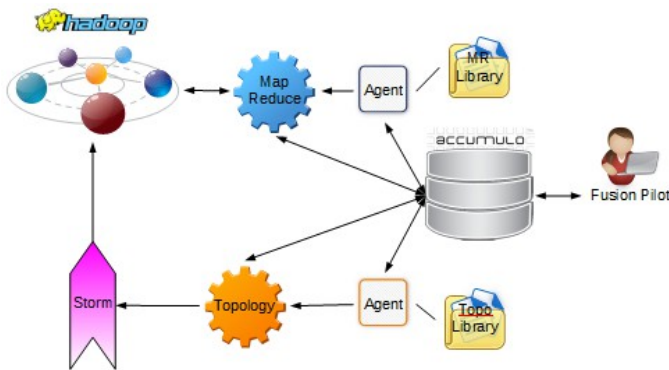 hadoop
Map
Reduce
Agent
MR
Library
accumulo
Fusion Pilot
Storm
Topology
Agent
Topo
Library